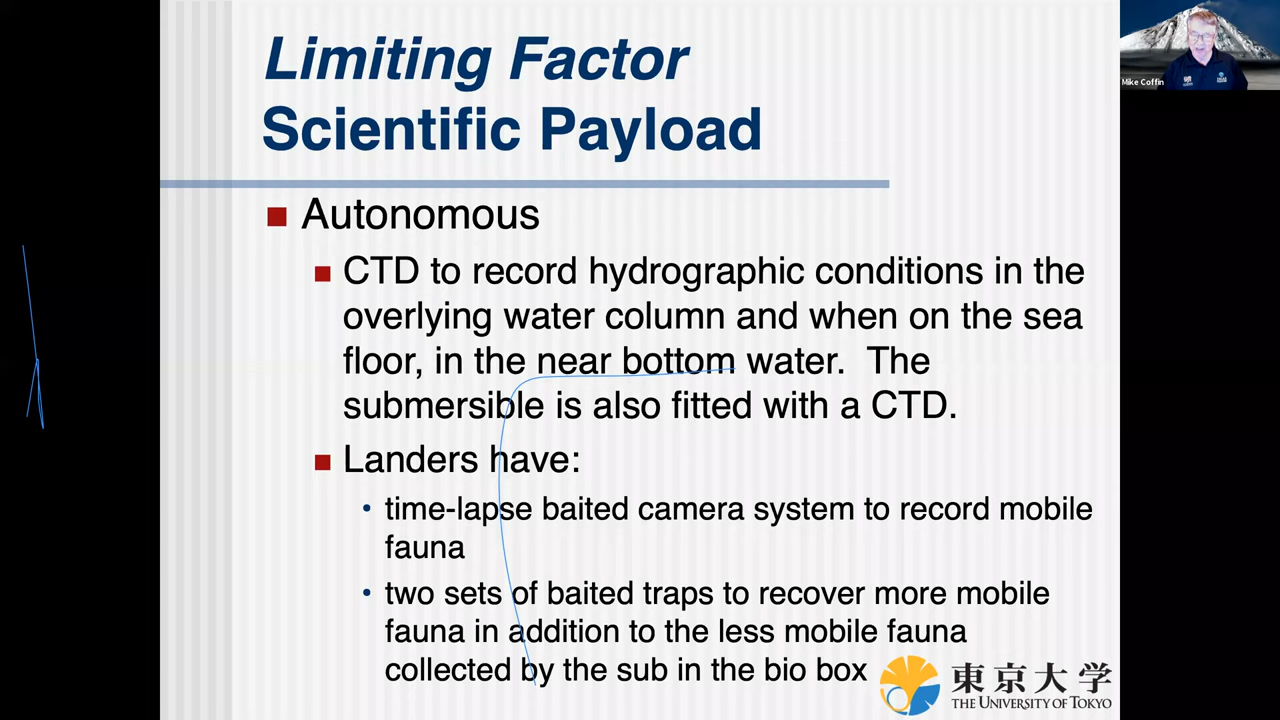 Limiting Factor
Scientific Payload
Mike Coffin
Autonomous
CTD to record hydrographic conditions in the
overlying water column and when on the sea
floor, in the near bottom water. The
submersible is also fitted with a CTD.
Landers have:
time-lapse baited camera system to record mobile
fauna
two sets of baited traps to recover more mobile
fauna in addition to the less mobile fauna
collected by the sub in the bio box
東京大学
THE UNIVERSITY OF TOKYO